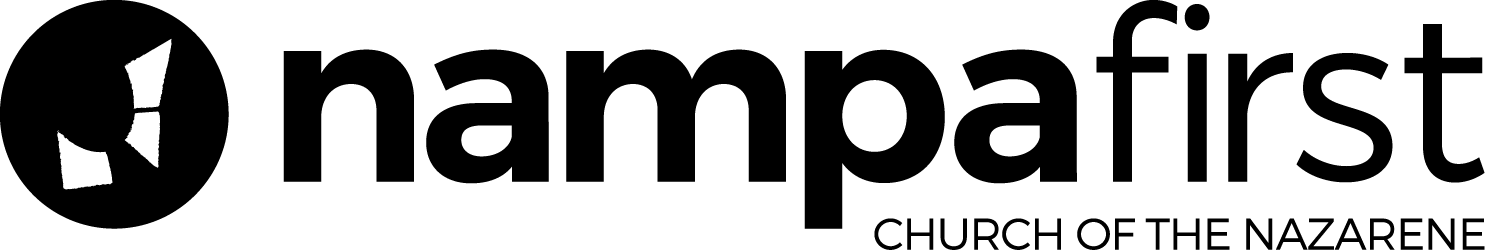 nampafirst
CHURCH OF THE NAZARENE